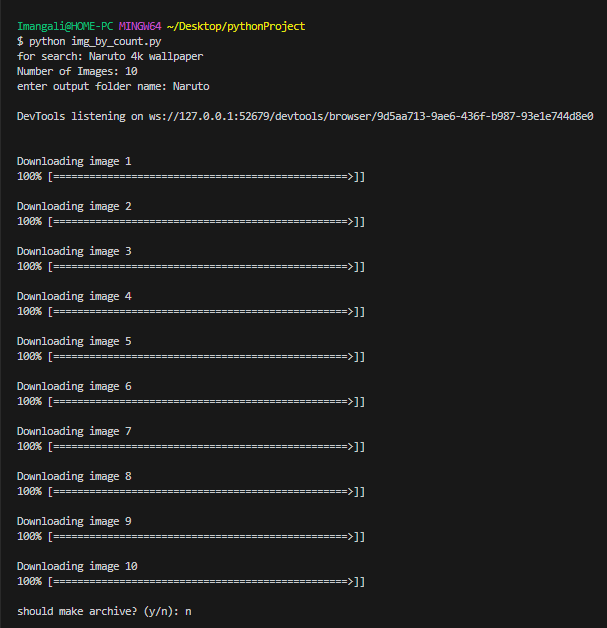 Imangali@HOME-PC MINGW64 ~/Desktop/pythonProject
$ python img_by_count.py
for search: Naruto 4k wallpaper
Number of Images: 10
enter output folder name: Naruto
DevTools listening on ws://127.0.0.1:52679/devtools/browser/9d5aa713-9ae6-436f-b987-93e1e744d8e0
Downloading image 1
100% [=================================================>]]
Downloading image 2
100% [=================================================>]]
Downloading image 3
100% [=================================================>]]
Downloading image 4
100% [=================================================>]]
Downloading image 5
100% [=================================================>]]
Downloading image 6
100% [=================================================>]]
Downloading image 7
100% [=================================================>]]
Downloading image 8
100% [=================================================>]]
Downloading image 9
100% [=================================================>]]
Downloading image 10
100% [=================================================>]]
should make archive? (y/n): n